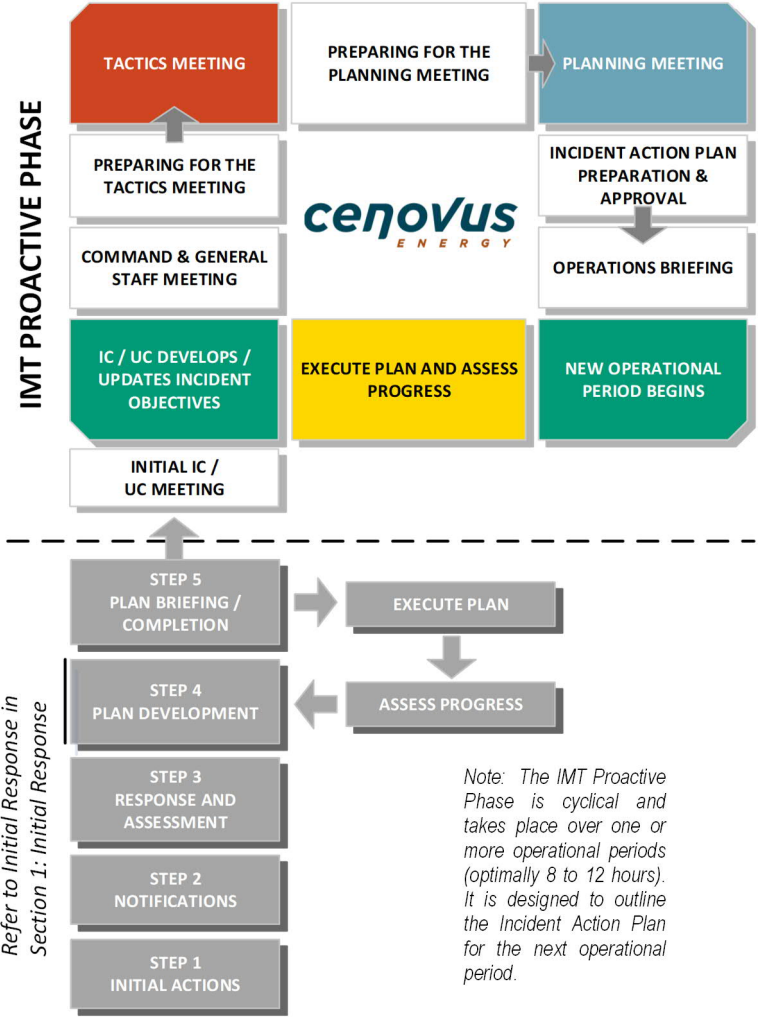 IMT PROACTIVE PHASE
TACTICS MEETING
PREPARING FOR THE
PLANNING MEETING
PLANNING MEETING
PREPARING FOR THE
TACTICS MEETING
INCIDENT ACTION PLAN
PREPARATION &
APPROVAL
cenovus
ENERGY
COMMAND & GENERAL
STAFF MEETING
OPERATIONS BRIEFING
IC / UC DEVELOPS /
UPDATES INCIDENT
OBJECTIVES
EXECUTE PLAN AND ASSESS
PROGRESS
NEW OPERATIONAL
PERIOD BEGINS
INITIAL IC /
UC MEETING
STEP 5
PLAN BRIEFING /
COMPLETION
EXECUTE PLAN
STEP 4
PLAN DEVELOPMENT
ASSESS PROGRESS
STEP 3
RESPONSE AND
ASSESSMENT
STEP 2
NOTIFICATIONS
STEP 1
INITIAL ACTIONS
Refer to Initial Response in
Section 1: Initial Response
Note: The IMT Proactive
Phase is cyclical and
takes place over one or
more operational periods
(optimally 8 to 12 hours).
It is designed to outline
the Incident Action Plan
for the next operational
period.